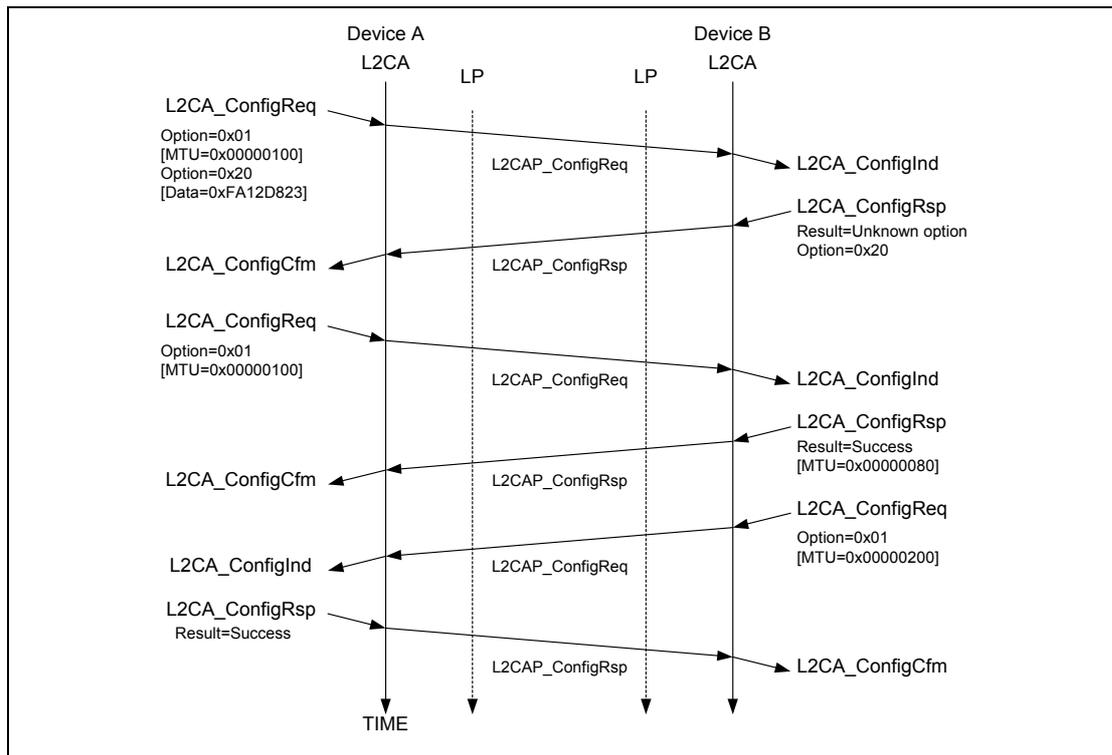 Device A
Device B
L2CA
LP
LP
L2CA
L2CA_ConfigReq
Option=0x01
[MTU=0x00000100]
Option=0x20
[Data=0xFA12D823]
L2CAP_ConfigReq
L2CA_ConfigInd
L2CA_ConfigRsp
Result=Unknown option
Option=0x20
L2CA_ConfigCfm
L2CAP_ConfigRsp
L2CA_ConfigReq
Option=0x01
[MTU=0x00000100]
L2CAP_ConfigReq
L2CA_ConfigInd
L2CA_ConfigRsp
Result=Success
[MTU=0x00000080]
L2CA_ConfigCfm
L2CAP_ConfigRsp
L2CA_ConfigReq
Option=0x01
[MTU=0x00000200]
L2CA_ConfigInd
L2CAP_ConfigReq
L2CA_ConfigRsp
Result=Success
L2CAP_ConfigRsp
L2CA_ConfigCfm
TIME